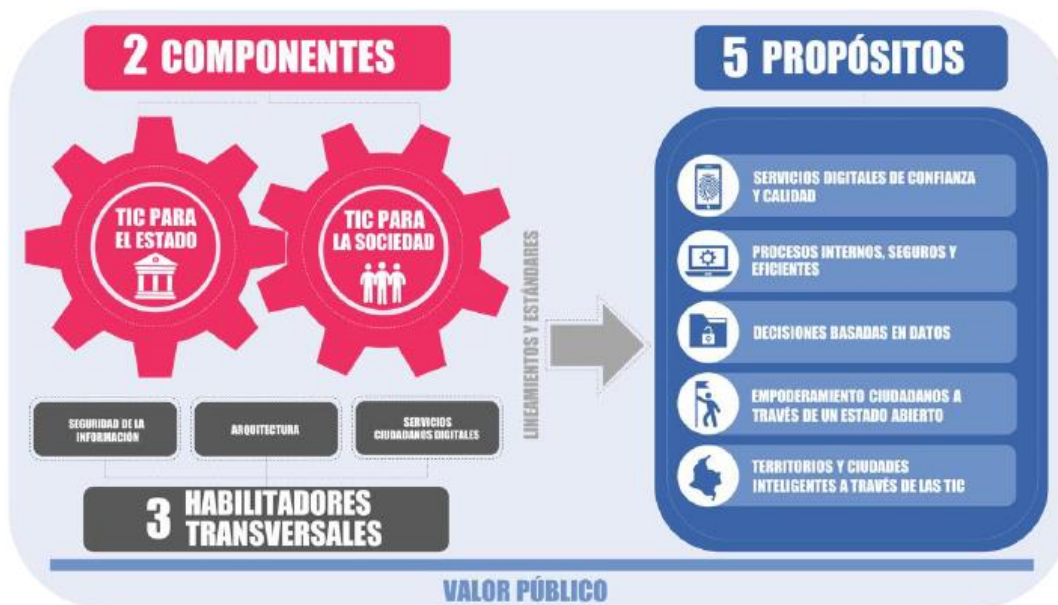 2 COMPONENTES
TIC PARA
EL ESTADO
TIC PARA
LA SOCIEDAD
SEGURIDAD DE LA
INFORMACIÓN
ARQUITECTURA
SERVICIOS
CIUDADANOS DIGITALES
3 HABILITADORES
TRANSVERSALES
LINEAMIENTOS Y ESTÁNDARES
5 PROPÓSITOS
SERVICIOS DIGITALES DE CONFIANZA
Y CALIDAD
PROCESOS INTERNOS, SEGUROS Y
EFICIENTES
DECISIONES BASADAS EN DATOS
EMPODERAMIENTO CIUDADANOS A
TRAVÉS DE UN ESTADO ABIERTO
TERRITORIOS Y CIUDADES
INTELIGENTES A TRAVÉS DE LAS TIC
VALOR PÚBLICO